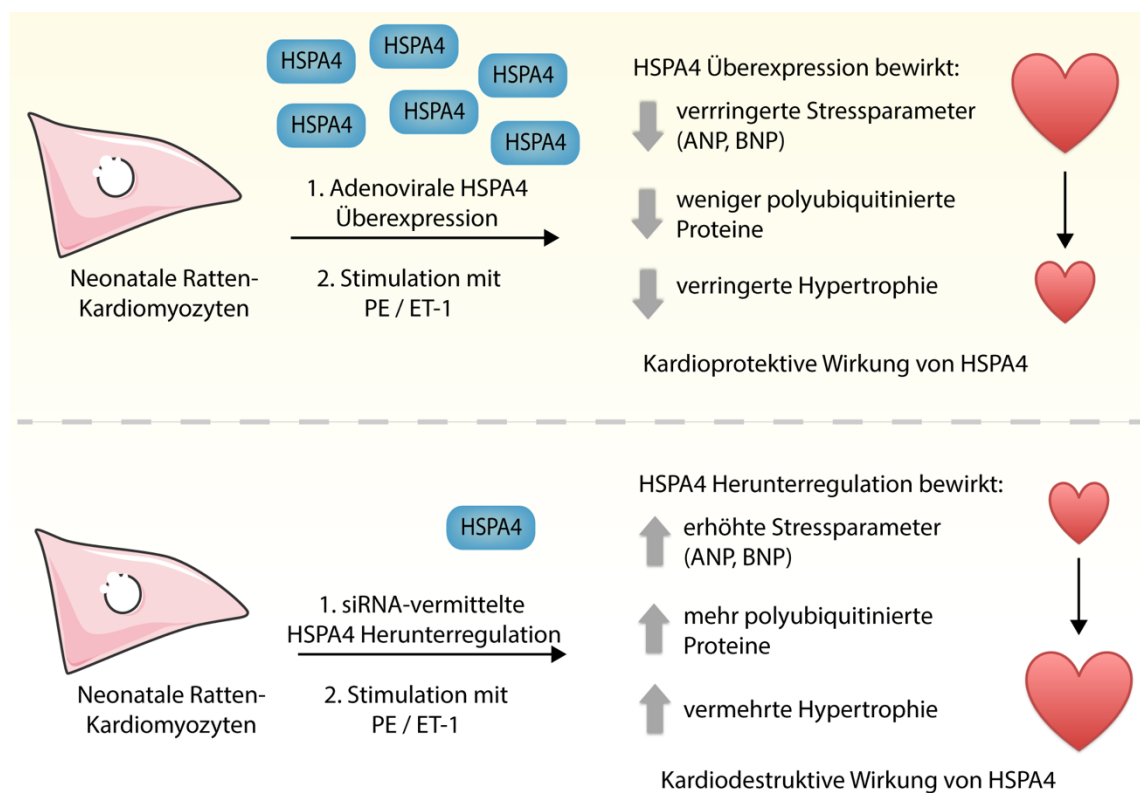 HSPA4
HSPA4
HSPA4
HSPA4
HSPA4
HSPA4
1. Adenovirale HSPA4
Überexpression
2. Stimulation mit
PE / ET-1
Neonatale Ratten-
Kardiomyozyten
HSPA4 Überexpression bewirkt:
verrringerte Stressparameter
(ANP, BNP)
weniger polyubiquitinierte
Proteine
verringerte Hypertrophie
Kardioprotektive Wirkung von HSPA4
HSPA4
1. siRNA-vermittelte
HSPA4 Herunterregulation
2. Stimulation mit
PE / ET-1
Neonatale Ratten-
Kardiomyozyten
HSPA4 Herunterregulation bewirkt:
erhöhte Stressparameter
(ANP, BNP)
mehr polyubiquitinierte
Proteine
vermehrte Hypertrophie
Kardiodestruktive Wirkung von HSPA4